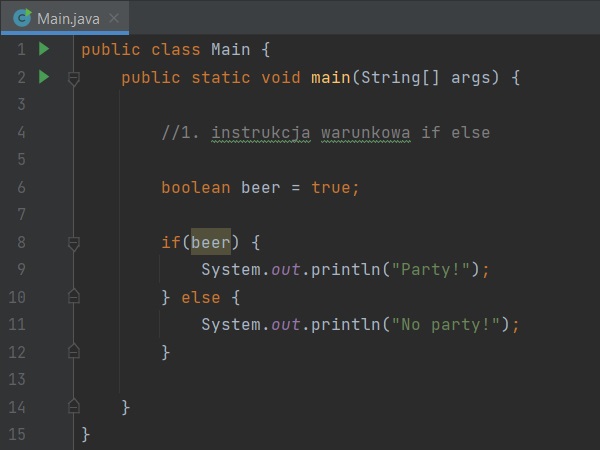 Main.java
1 public class Main {
2 public static void main(String[] args) {
3
4 //1. instrukcja warunkowa if else
5
6 boolean beer = true;
7
8 if(beer) {
9 System.out.println("Party!");
10 } else {
11 System.out.println("No party!");
12 }
13
14 }
15 }